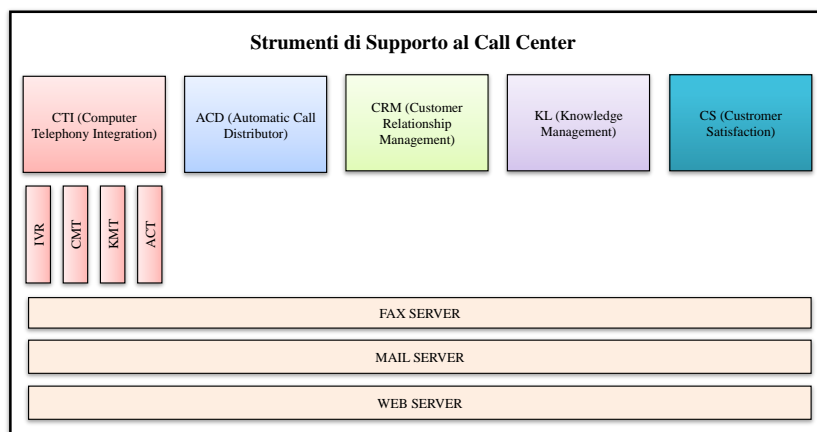 Strumenti di Supporto al Call Center
CTI (Computer
Telephony Integration)
ACD (Automatic Call
Distributor)
CRM (Customer
Relationship
Management)
KL (Knowledge
Management)
CS (Custromer
Satisfaction)
IVR
CMT
KMT
ACT
FAX SERVER
MAIL SERVER
WEB SERVER